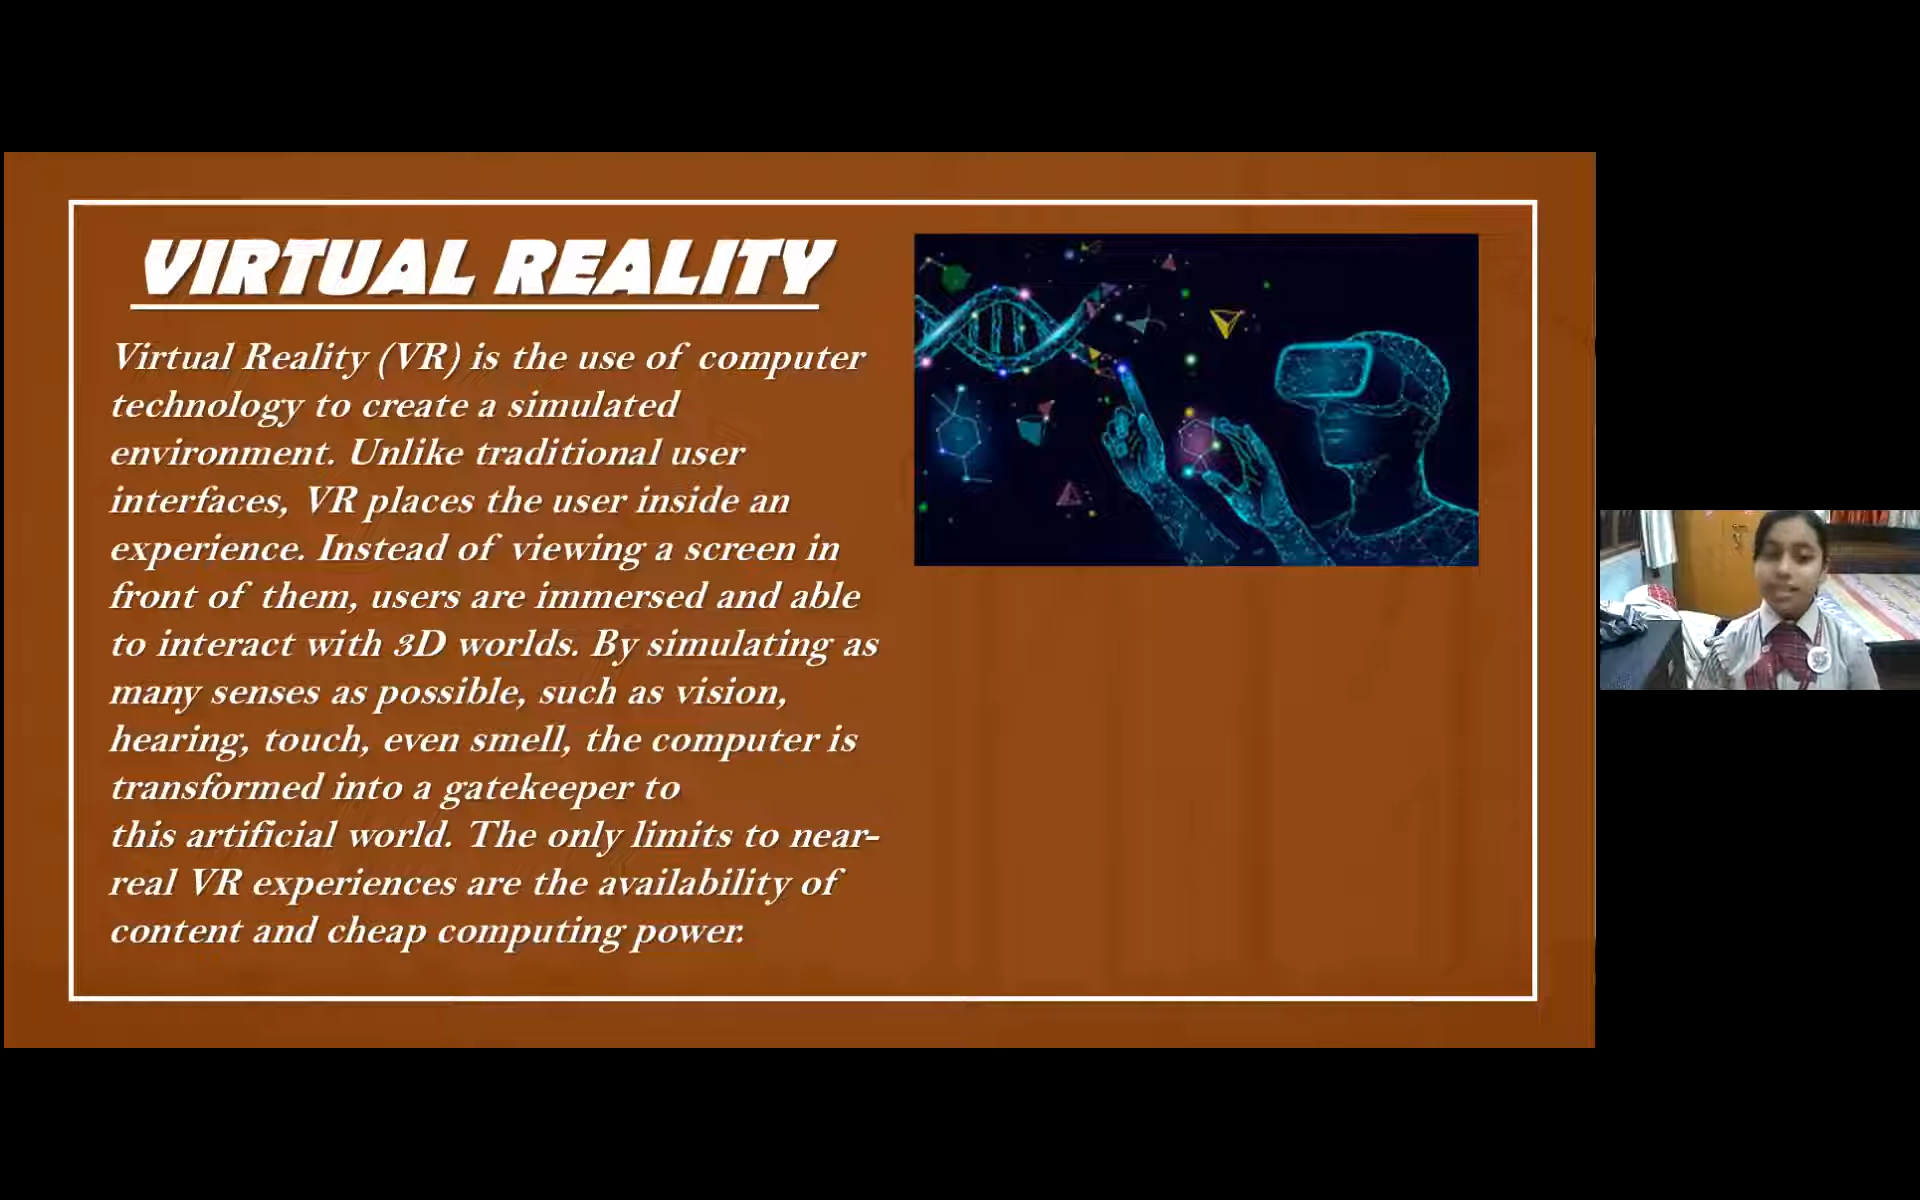 VIRTUAL REALITY
Virtual Reality (VR) is the use of computer
technology to create a simulated
environment. Unlike traditional user
interfaces, VR places the user inside an
experience. Instead of viewing a screen in
front of them, users are immersed and able
to interact with 3D worlds. By simulating as
many senses as possible, such as vision,
hearing, touch, even smell, the computer is
transformed into a gatekeeper to
this artificial world. The only limits to near-
real VR experiences are the availability of
content and cheap computing power.